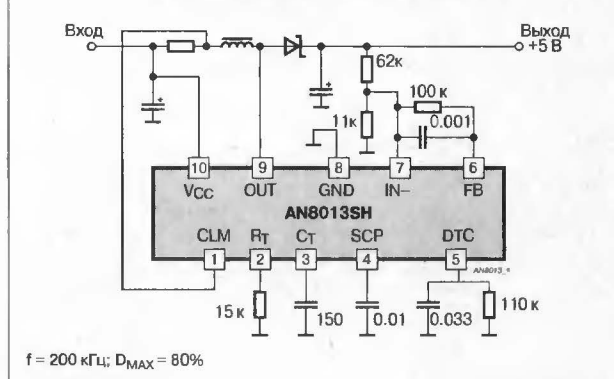 Вход
Выход
+5 В
62к
100 к
0.001
11к
10 9 8 7 6
VCC OUT GND IN– FB
AN8013SH
CLM RT CT SCP DTC
1 2 3 4 5
AN8013_4
15 к
150
0.01
0.033
110 к
f = 200 кГц; DMAX = 80%